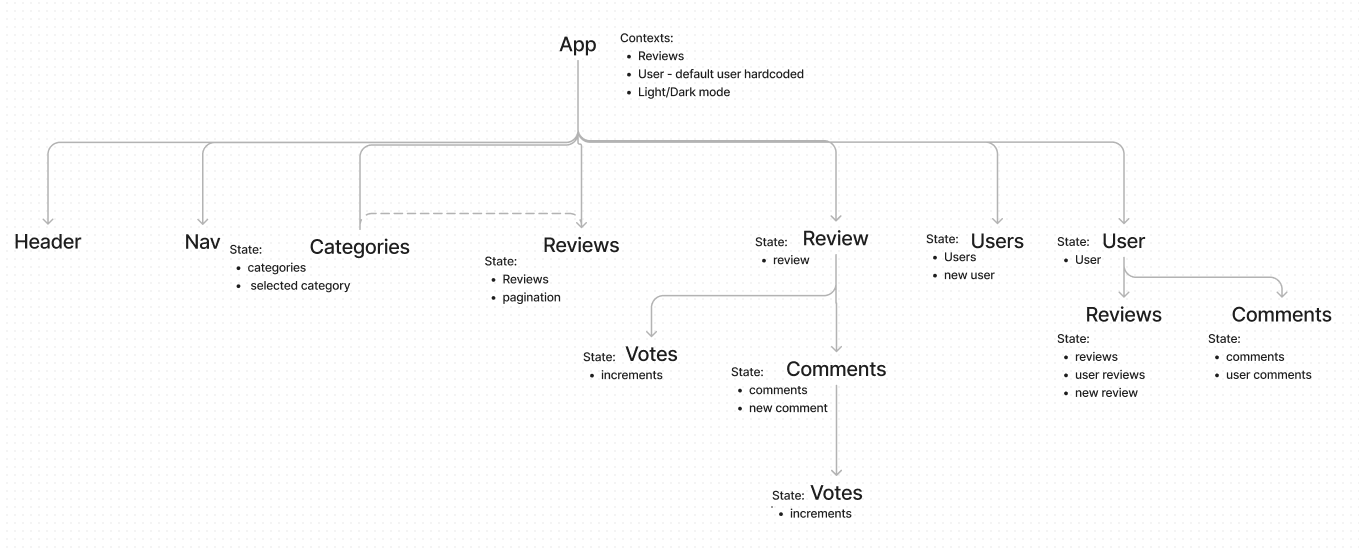 App
Contexts:
• Reviews
• User - default user hardcoded
• Light/Dark mode
Header
Nav
State:
• categories
• selected category
Categories
Reviews
State:
• Reviews
• pagination
State:
• review
Review
State:
• Users
• new user
Users
State:
• User
User
State:
• increments
Votes
State:
• comments
• new comment
Comments
State:
• increments
Votes
Reviews
State:
• reviews
• user reviews
• new review
Comments
State:
• comments
• user comments